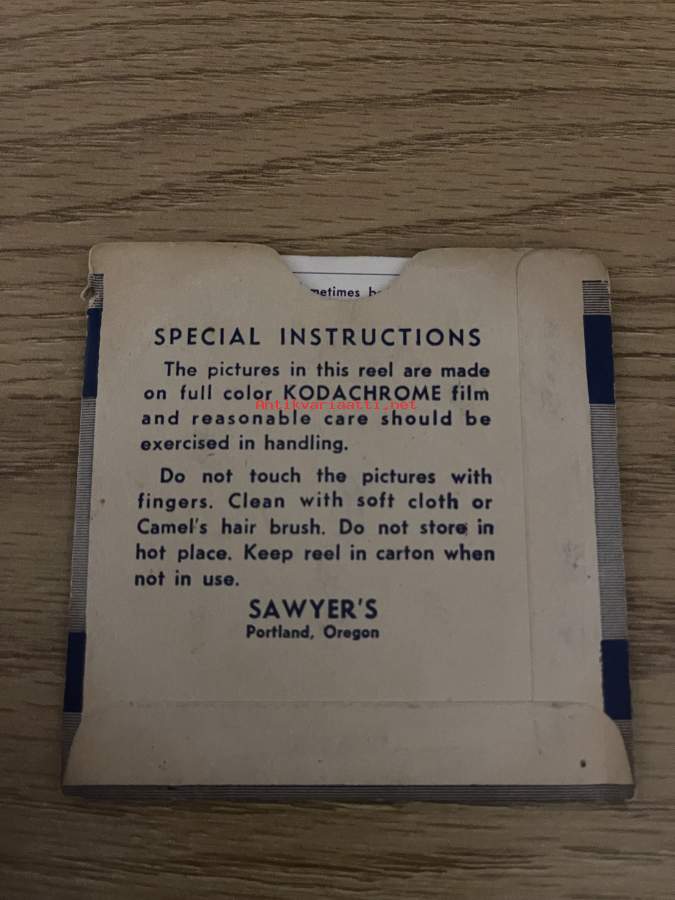 SPECIAL INSTRUCTIONS
The pictures in this reel are made
on full color KODACHROME film
Antikvariaatti.net
and reasonable care should be
exercised in handling.
Do not touch the pictures with
fingers. Clean with soft cloth or
Camel's hair brush. Do not store in
hot place. Keep reel in carton when
not in use.
SAWYER'S
Portland, Oregon